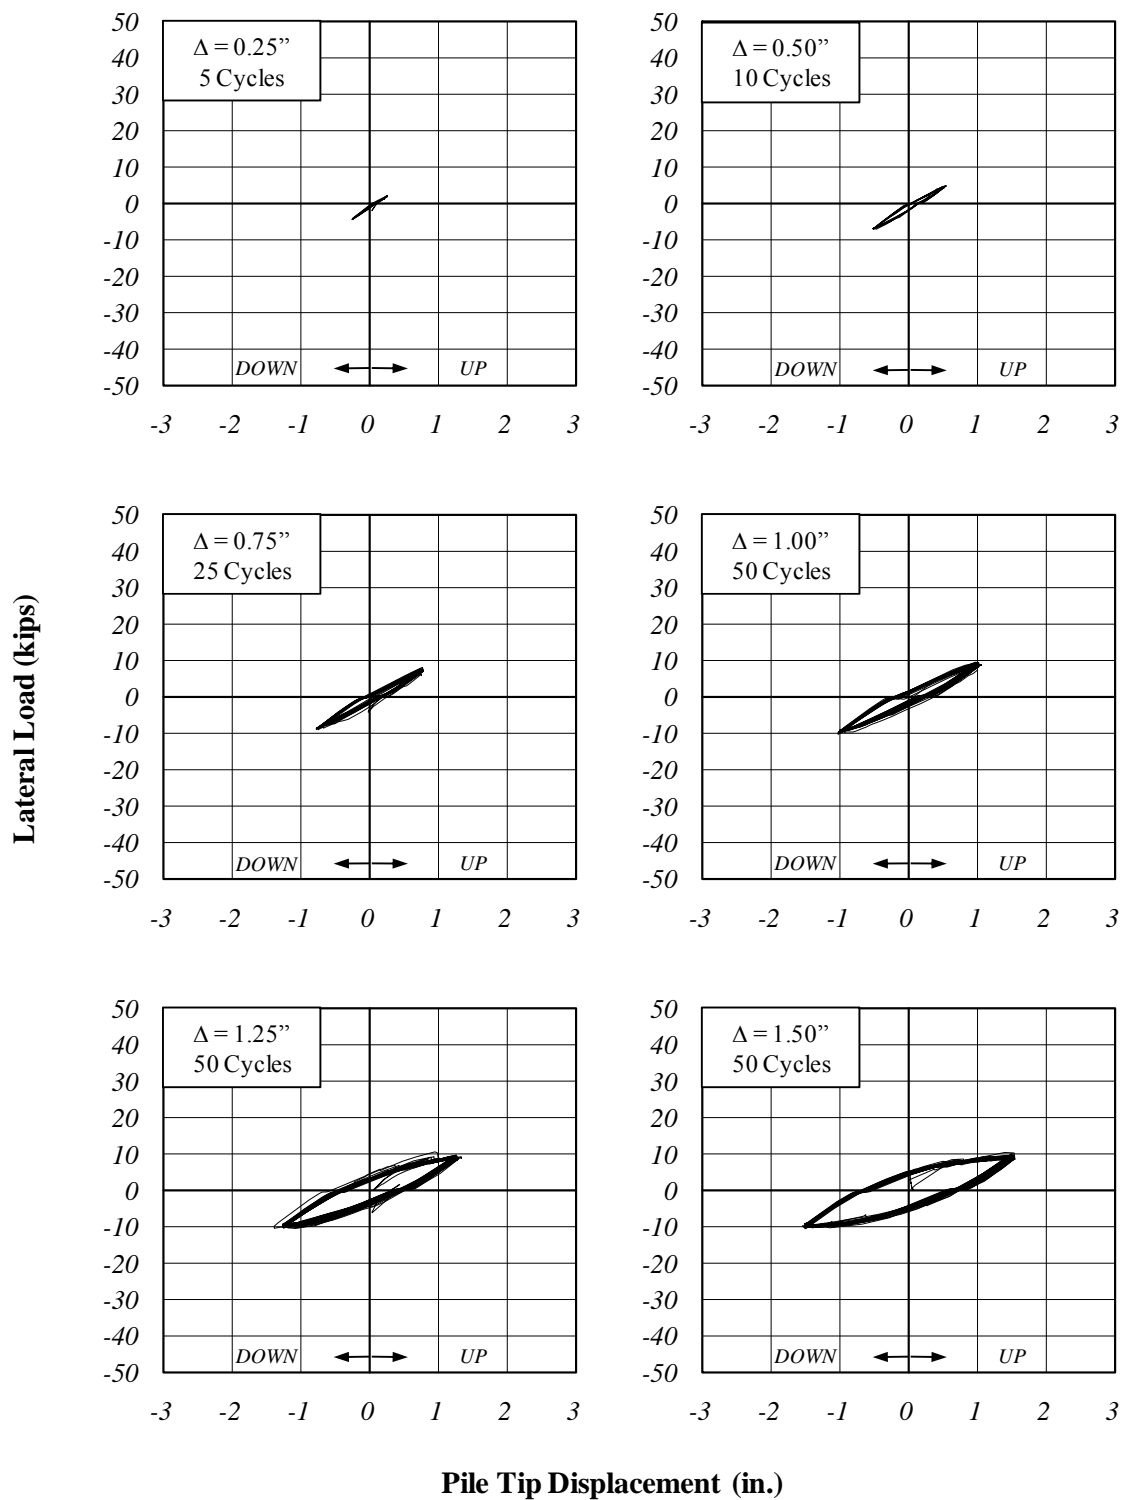 50
40
30
20
10
0
-10
-20
-30
-40
-50
Δ = 0.25”
5 Cycles
DOWN
UP
-3 -2 -1 0 1 2 3
50
40
30
20
10
0
-10
-20
-30
-40
-50
Δ = 0.50”
10 Cycles
DOWN
UP
-3 -2 -1 0 1 2 3
Lateral Load (kips)
50
40
30
20
10
0
-10
-20
-30
-40
-50
Δ = 0.75”
25 Cycles
DOWN
UP
-3 -2 -1 0 1 2 3
50
40
30
20
10
0
-10
-20
-30
-40
-50
Δ = 1.00”
50 Cycles
DOWN
UP
-3 -2 -1 0 1 2 3
50
40
30
20
10
0
-10
-20
-30
-40
-50
Δ = 1.25”
50 Cycles
DOWN
UP
-3 -2 -1 0 1 2 3
50
40
30
20
10
0
-10
-20
-30
-40
-50
Δ = 1.50”
50 Cycles
DOWN
UP
-3 -2 -1 0 1 2 3
Pile Tip Displacement (in.)